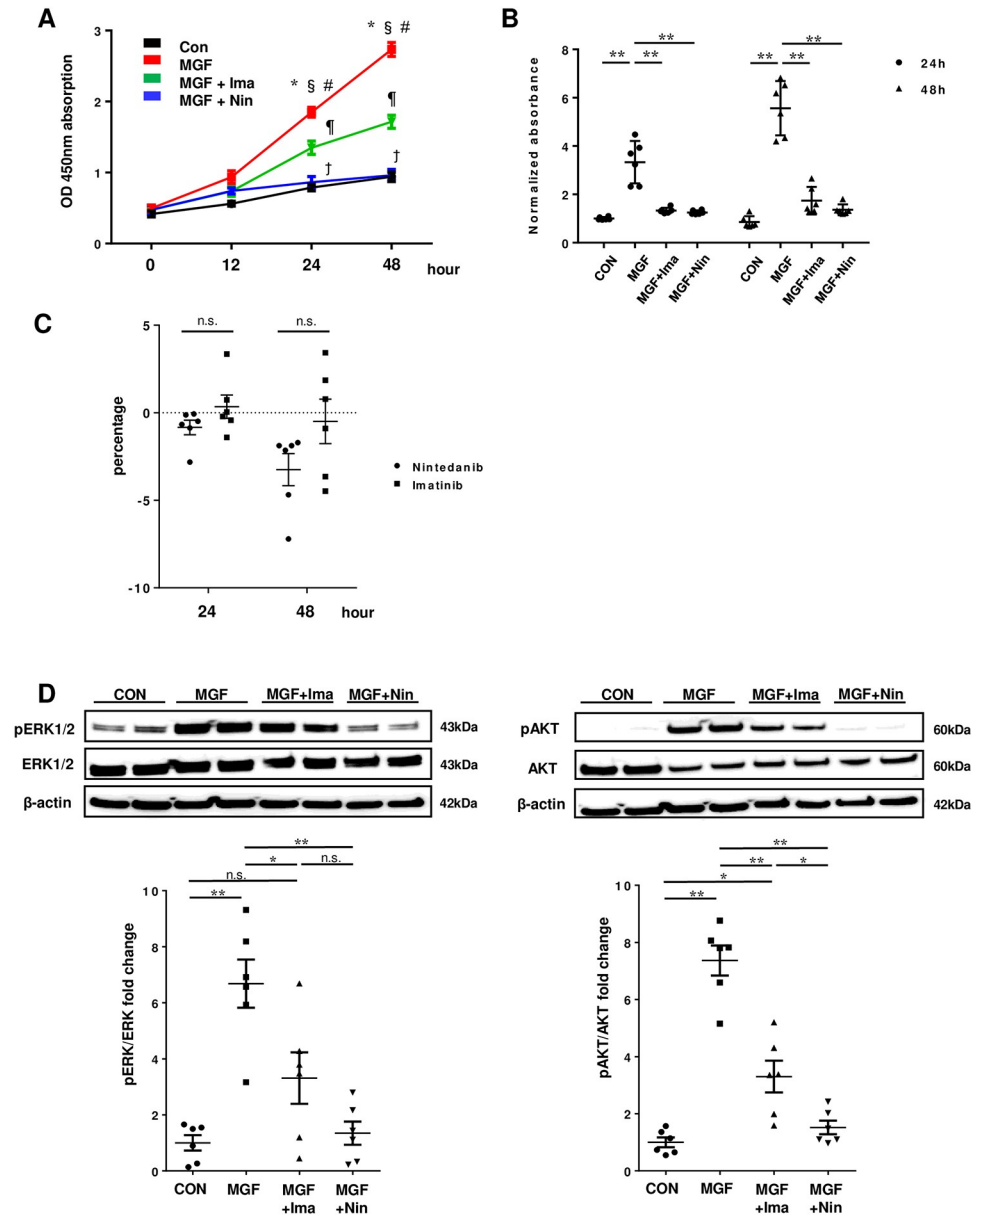 A
3
2
1
0
OD 450nm absorption
Con
MGF
MGF + Ima
MGF + Nin
* § #
* § #
¶
¶
†
†
0 12 24 48 hour
B
8
6
4
2
0
Normalized absorbance
** ** **
** ** **
24h
48h
CON MGF MGF+Ima MGF+Nin CON MGF MGF+Ima MGF+Nin
C
5
0
-5
-10
percentage
n.s. n.s.
Nintedanib
Imatinib
24 48 hour
D
CON MGF MGF+Ima MGF+Nin
pERK1/2 43kDa
ERK1/2 43kDa
β-actin 42kDa
CON MGF MGF+Ima MGF+Nin
pAKT 60kDa
AKT 60kDa
β-actin 42kDa
**
* n.s.
n.s.
**
10
8
6
4
2
0
pERK/ERK fold change
CON MGF MGF MGF
+Ima +Nin
**
** *
*
**
10
8
6
4
2
0
pAKT/AKT fold change
CON MGF MGF MGF
+Ima +Nin